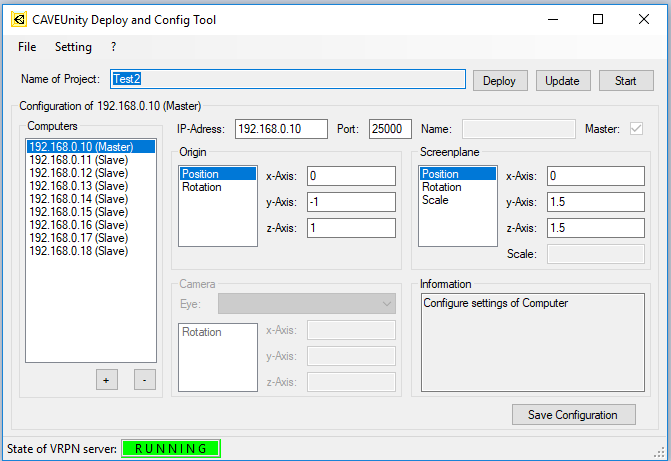 CAVEUnity Deploy and Config Tool
File Setting ?
Name of Project: Test2 Deploy Update Start
Configuration of 192.168.0.10 (Master)
Computers
192.168.0.10 (Master)
192.168.0.11 (Slave)
192.168.0.12 (Slave)
192.168.0.13 (Slave)
192.168.0.14 (Slave)
192.168.0.15 (Slave)
192.168.0.16 (Slave)
192.168.0.17 (Slave)
192.168.0.18 (Slave)
+ -
IP-Adress: 192.168.0.10 Port: 25000 Name: Master:
Origin
Position
Rotation
x-Axis: 0
y-Axis: -1
z-Axis: 1
Screenplane
Position
Rotation
Scale
x-Axis: 0
y-Axis: 1.5
z-Axis: 1.5
Scale:
Camera
Eye:
Rotation
x-Axis:
y-Axis:
z-Axis:
Information
Configure settings of Computer
Save Configuration
State of VRPN server: RUNNING